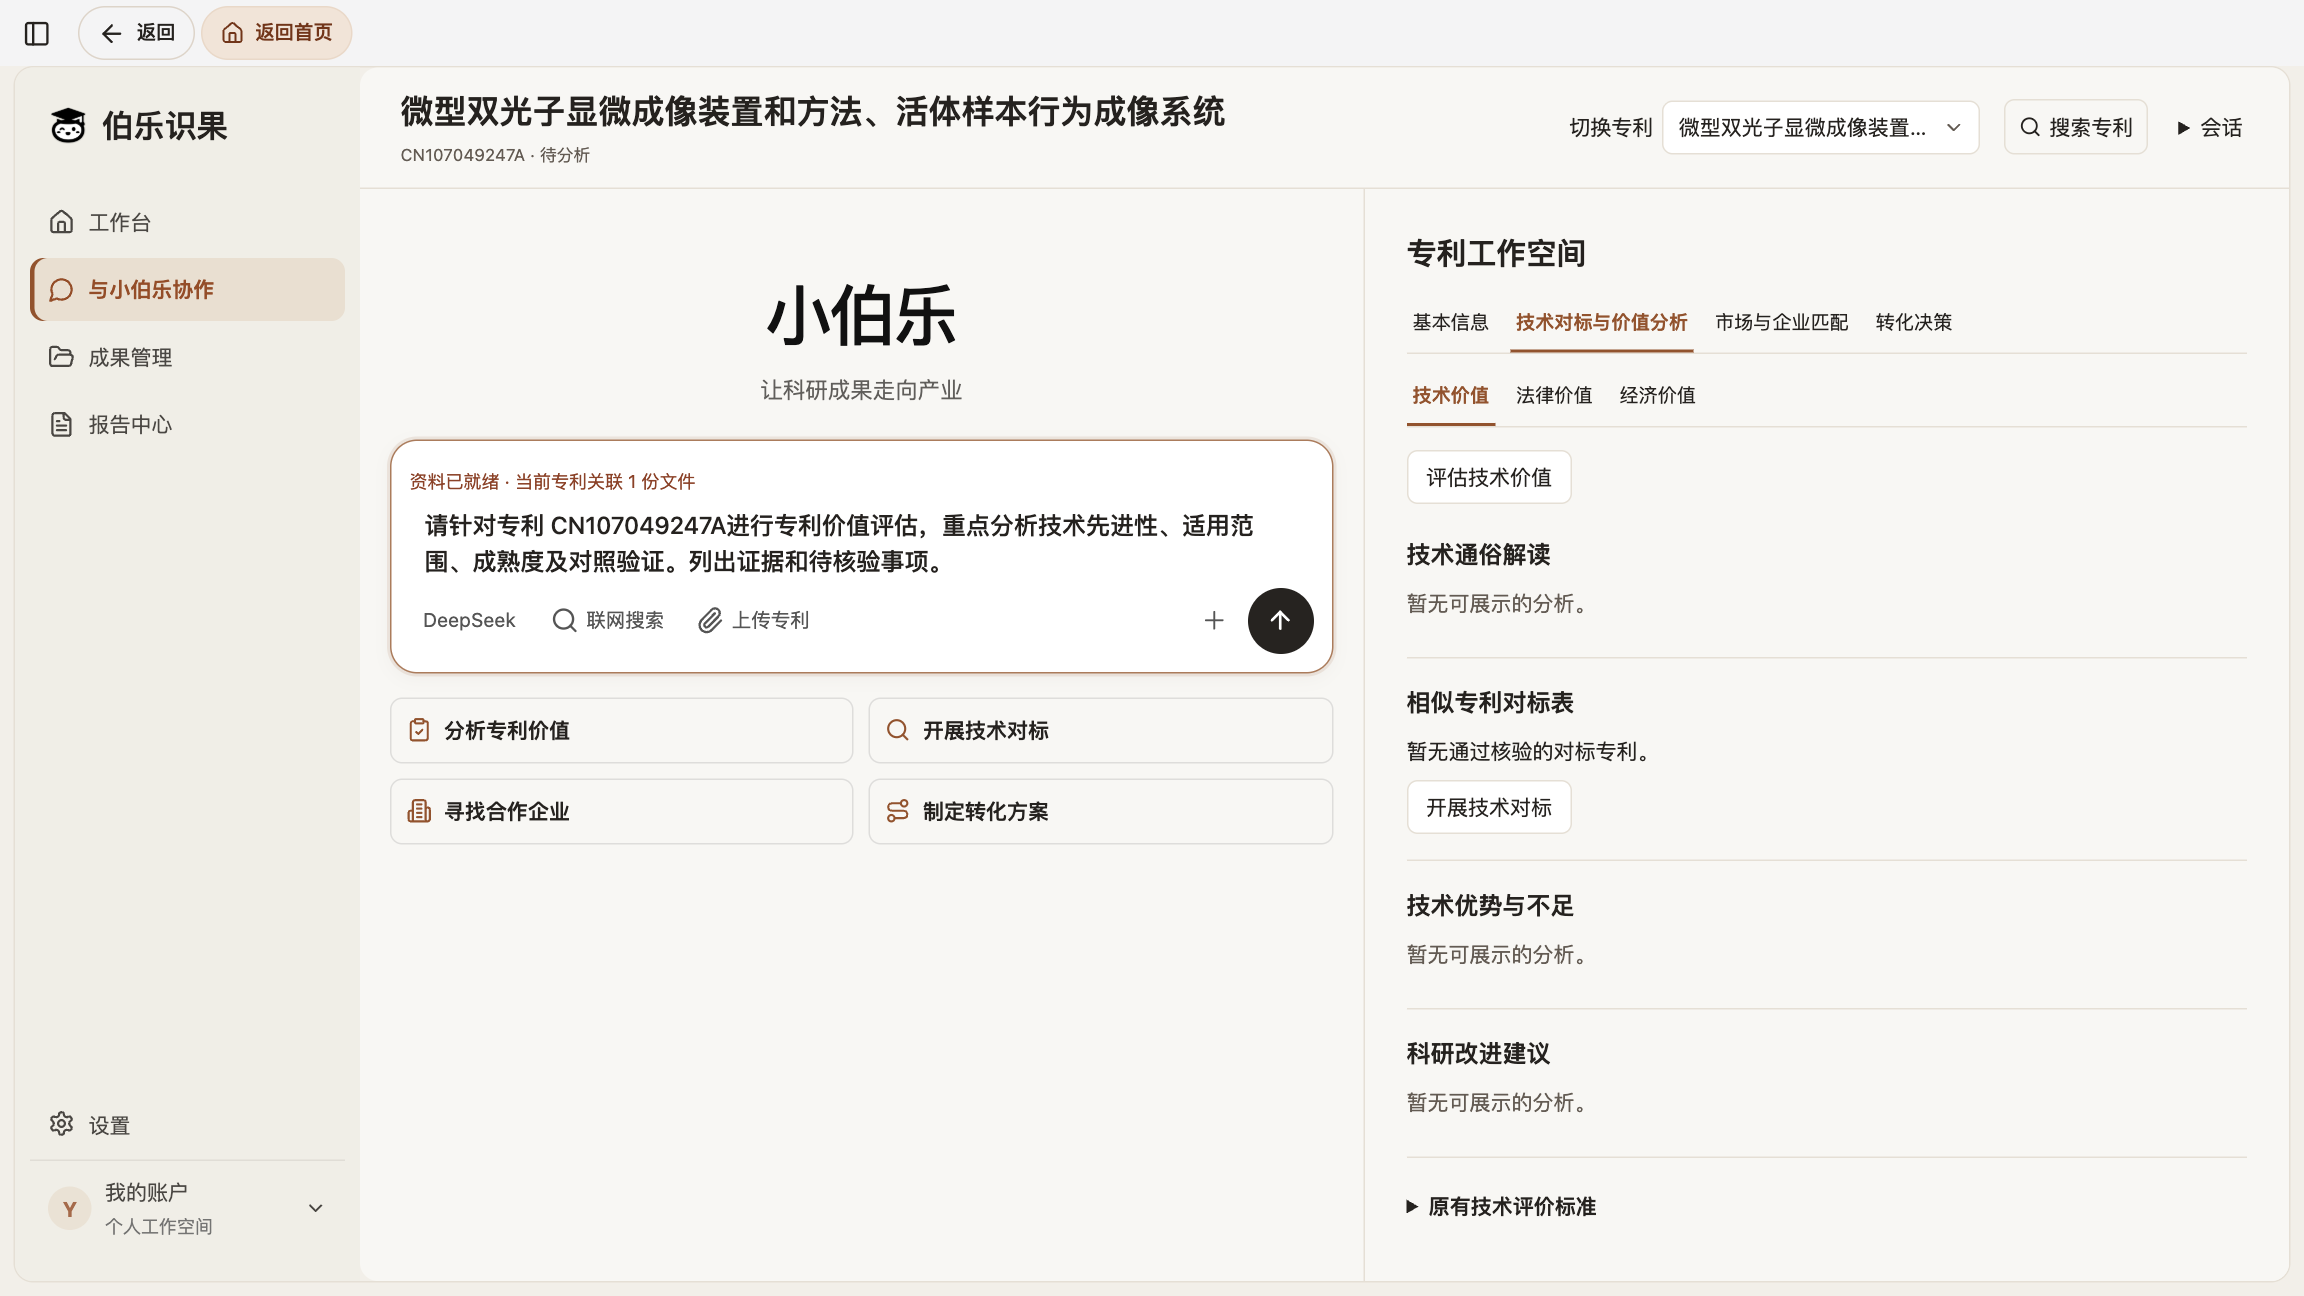 返回
返回首页
伯乐识果
工作台
与小伯乐协作
成果管理
报告中心
设置
Y
我的账户
个人工作空间
微型双光子显微成像装置和方法、活体样本行为成像系统
CN107049247A · 待分析
切换专利
微型双光子显微成像装置...
搜索专利
会话
小伯乐
让科研成果走向产业
资料已就绪 · 当前专利关联 1 份文件
请针对专利 CN107049247A进行专利价值评估，重点分析技术先进性、适用范
围、成熟度及对照验证。列出证据和待核验事项。
DeepSeek
联网搜索
上传专利
分析专利价值
开展技术对标
寻找合作企业
制定转化方案
专利工作空间
基本信息
技术对标与价值分析
市场与企业匹配
转化决策
技术价值
法律价值
经济价值
评估技术价值
技术通俗解读
暂无可展示的分析。
相似专利对标表
暂无通过核验的对标专利。
开展技术对标
技术优势与不足
暂无可展示的分析。
科研改进建议
暂无可展示的分析。
原有技术评价标准